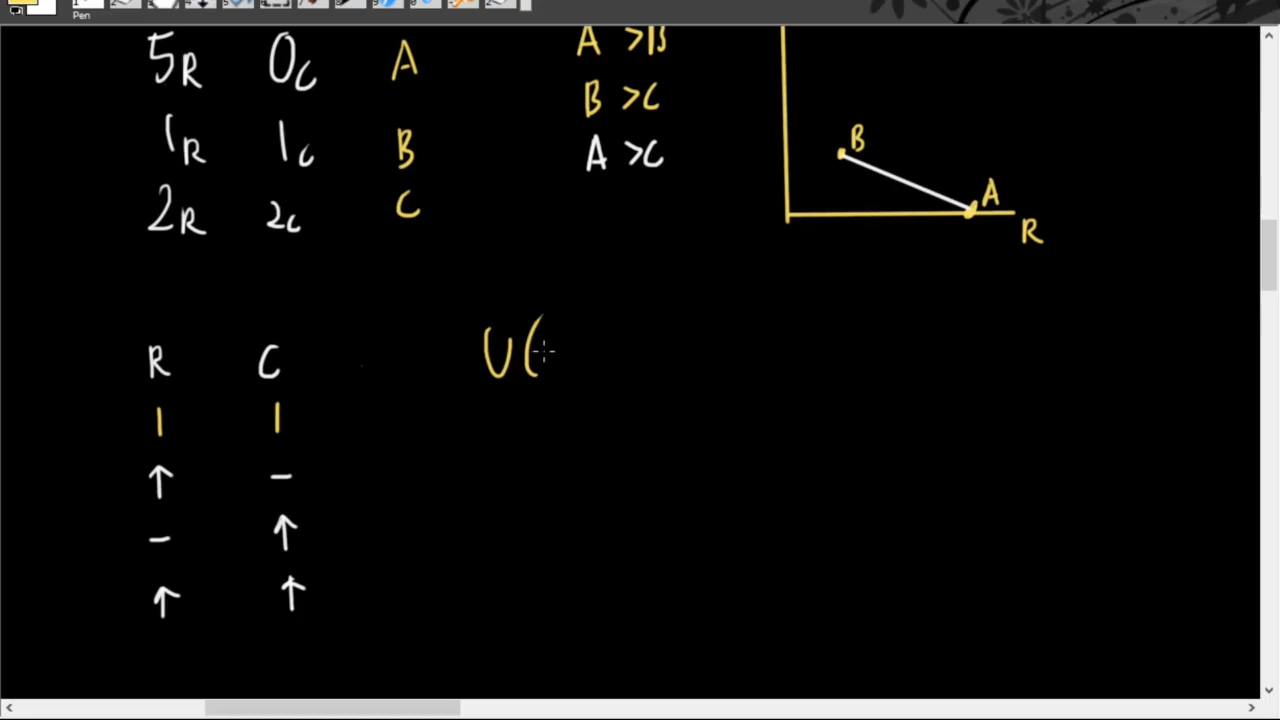 Pen
5R 0C A
1R 1C B
2R 2C C
A >B
B >C
A >C
B
A
R
R C
1 1
↑ -
- ↑
↑ ↑
U(